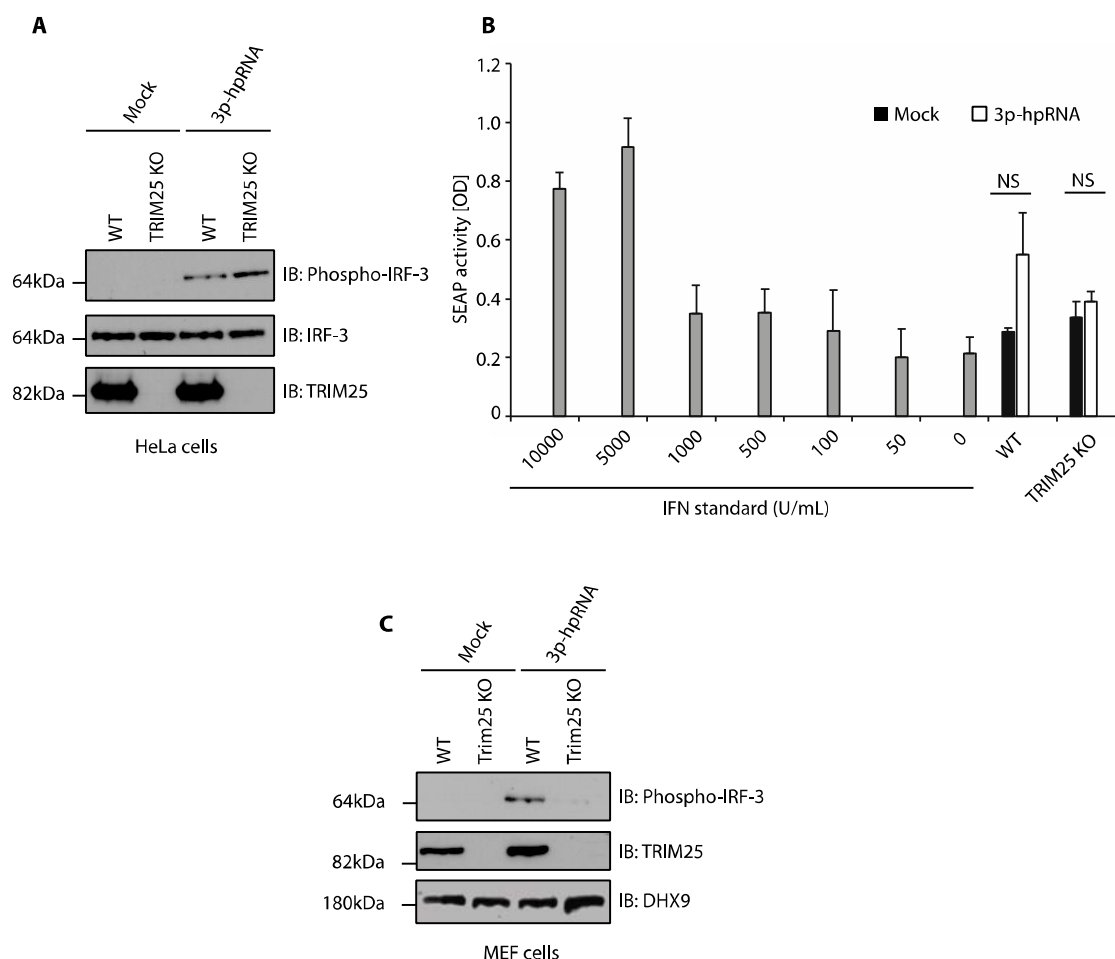 A
Mock
3p-hpRNA
WT
TRIM25 KO
WT
TRIM25 KO
64kDa
IB: Phospho-IRF-3
64kDa
IB: IRF-3
82kDa
IB: TRIM25
HeLa cells
B
1.2
1.0
0.8
0.6
0.4
0.2
0
SEAP activity [OD]
Mock
3p-hpRNA
NS
NS
10000
5000
1000
500
100
50
0
WT
TRIM25 KO
IFN standard (U/mL)
C
Mock
3p-hpRNA
WT
Trim25 KO
WT
Trim25 KO
64kDa
IB: Phospho-IRF-3
82kDa
IB: TRIM25
180kDa
IB: DHX9
MEF cells